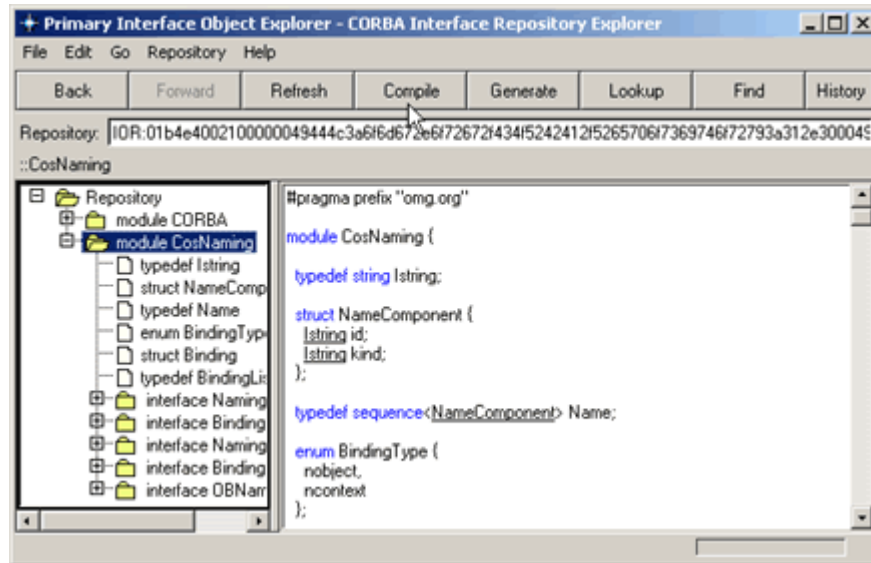 Primary Interface Object Explorer - CORBA Interface Repository Explorer
File Edit Go Repository Help
Back Forward Refresh Compile Generate Lookup Find History
Repository:
::CosNaming
Repository
module CORBA
module CosNaming
typedef Istring
struct NameComp
typedef Name
enum BindingType
struct Binding
typedef BindingLis
interface Naming
interface Binding
interface Naming
interface Binding
interface OBNam
#pragma prefix "omg.org"
module CosNaming {
typedef string Istring;
struct NameComponent {
Istring id;
Istring kind;
};
typedef sequence<NameComponent> Name;
enum BindingType {
nobject,
ncontext
};